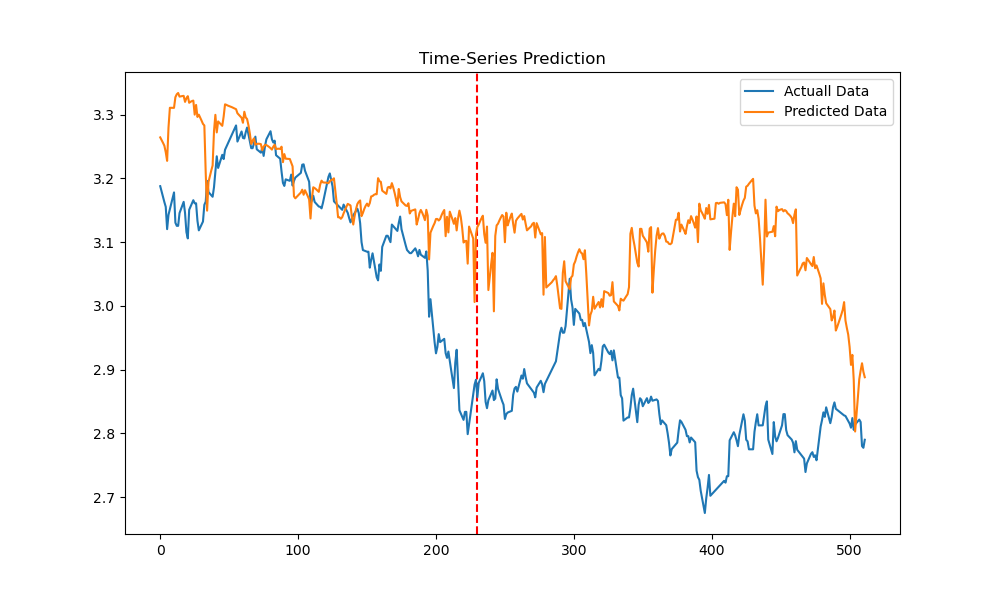 Time-Series Prediction
Actuall Data
Predicted Data
3.3
3.2
3.1
3.0
2.9
2.8
2.7
0 100 200 300 400 500